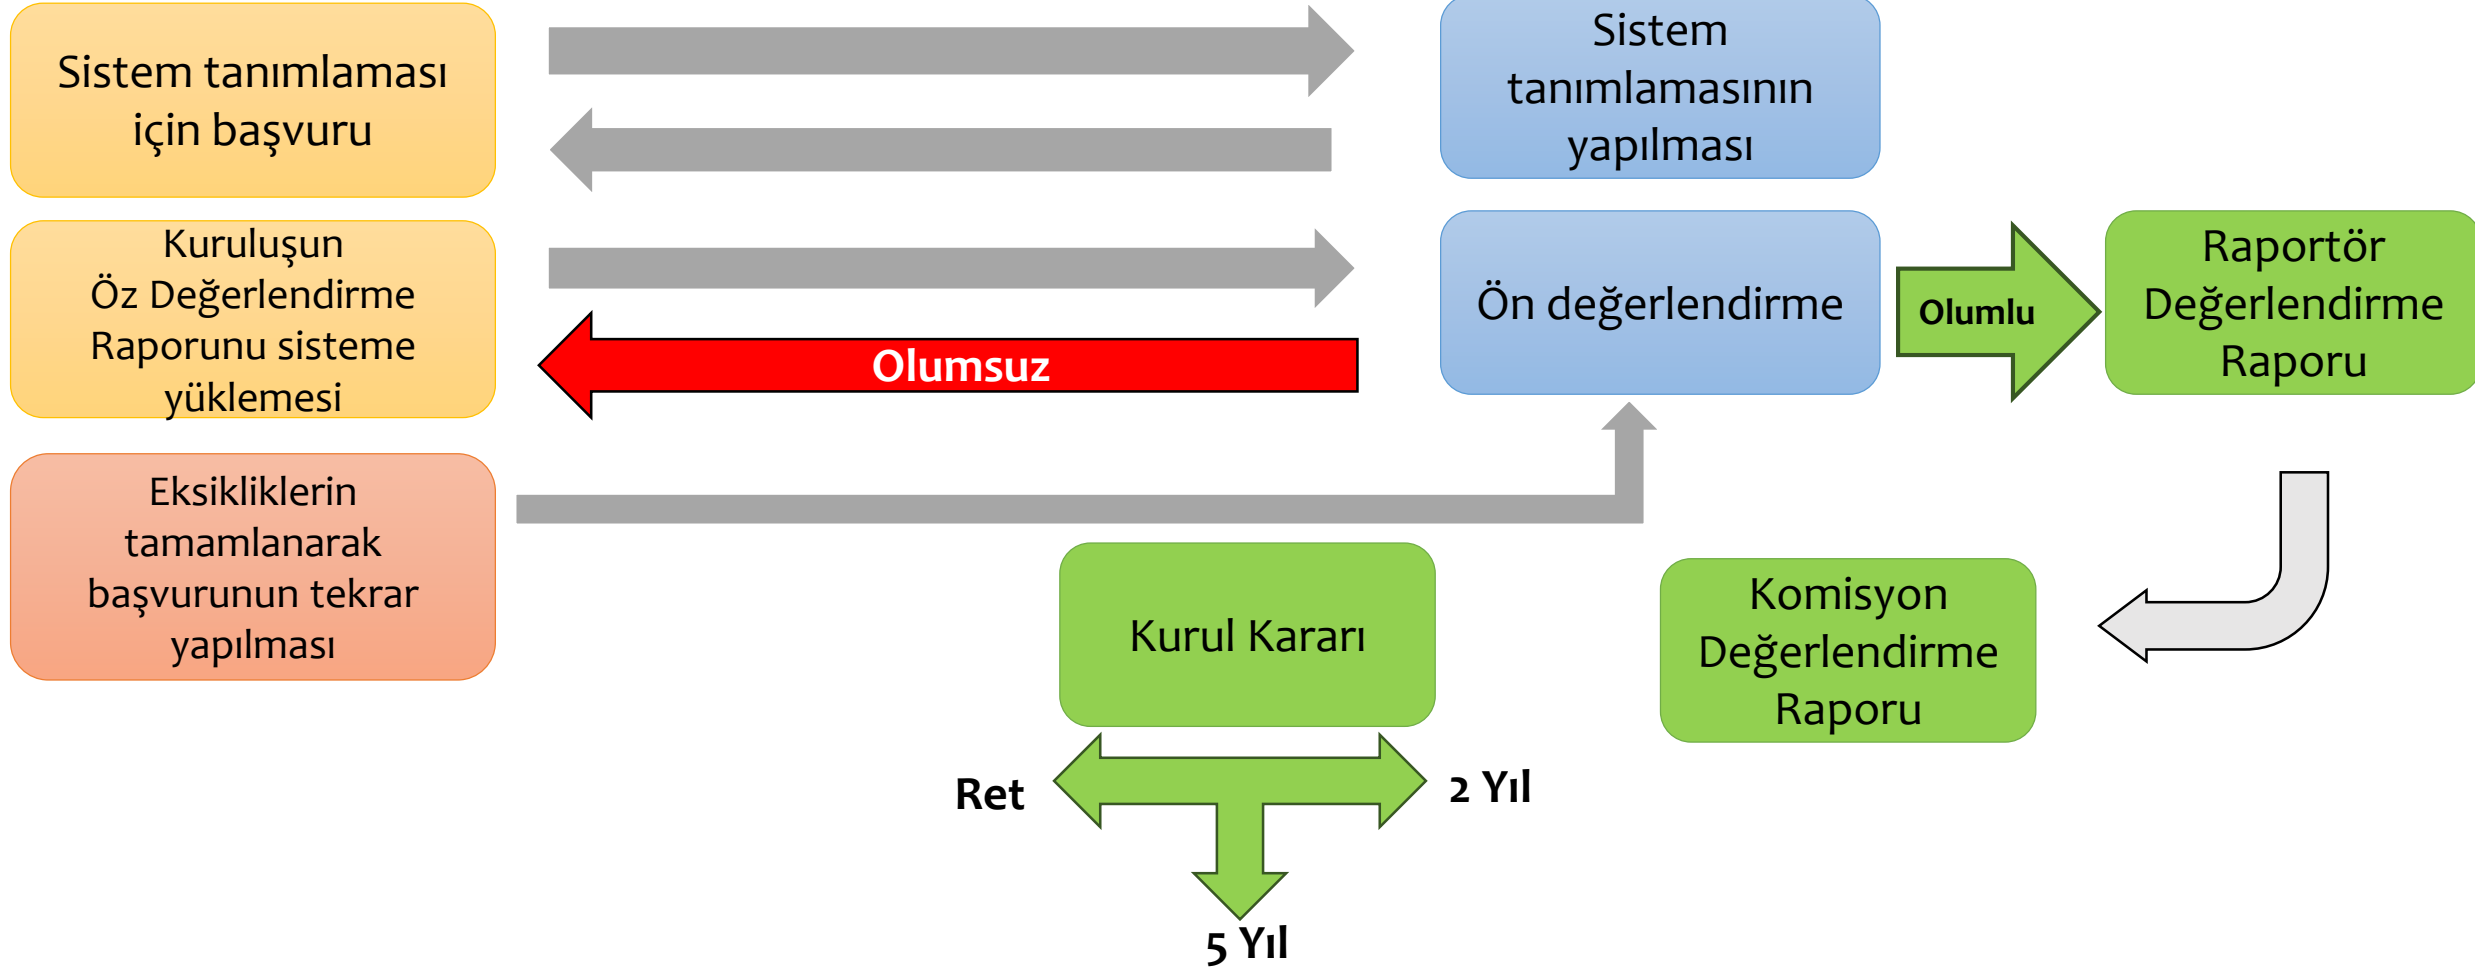 Sistem tanımlaması
için başvuru
Sistem
tanımlamasının
yapılması
Kuruluşun
Öz Değerlendirme
Raporunu sisteme
yüklemesi
Olumsuz
Ön değerlendirme
Olumlu
Raportör
Değerlendirme
Raporu
Eksikliklerin
tamamlanarak
başvurunun tekrar
yapılması
Kurul Kararı
Komisyon
Değerlendirme
Raporu
Ret
2 Yıl
5 Yıl